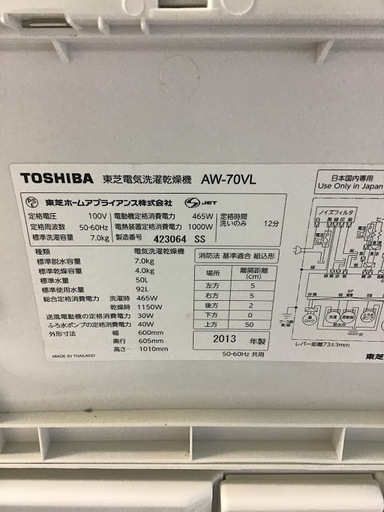 TOSHIBA 東芝電気洗濯乾燥機 AW-70VL
東芝ホームアプライアンス株式会社 JET
日本国内専用
Use Only in Japan
定格電圧 100V 電動機定格消費電力 465W 定格時間
定格周波数 50-60Hz 電熱装置定格消費電力 1000W 洗いのみ 12分
標準洗濯容量 7.0kg 製造番号 423064 SS
種類 電気洗濯乾燥機
標準脱水容量 7.0kg
標準乾燥容量 4.0kg
標準水量 50L
標準使用水量 92L
総合定格消費電力 洗濯時 465W
乾燥時 1150W
送風電動機の定格消費電力 30W
ふろ水ポンプの定格消費電力 40W
外形寸法 幅 600mm
奥行 605mm
高さ 1010mm
MADE IN THAILAND
消防法 基準適合 組込形
場所 離隔距離(cm)
左方 5
右方 5
後方 2
下方 0
上方 50
2013 年製
50-60Hz 共用
ノイズフィルタ
レバー距離73±3mm
東芝